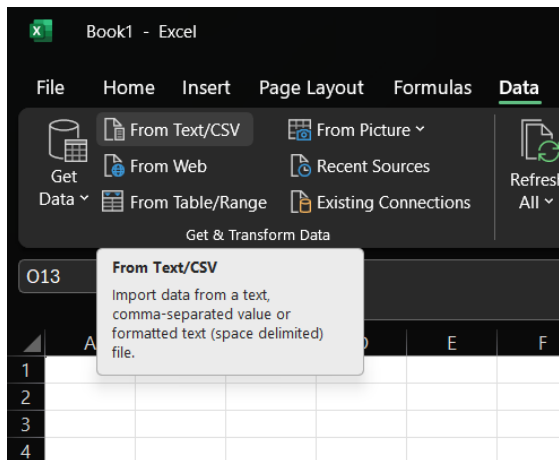 Book1 - Excel
File Home Insert Page Layout Formulas Data
From Text/CSV
From Picture
Get Data
From Web
Recent Sources
Refresh All
From Table/Range
Existing Connections
Get & Transform Data
O13
From Text/CSV
Import data from a text,
comma-separated value or
formatted text (space delimited)
file.
A E F
1
2
3
4